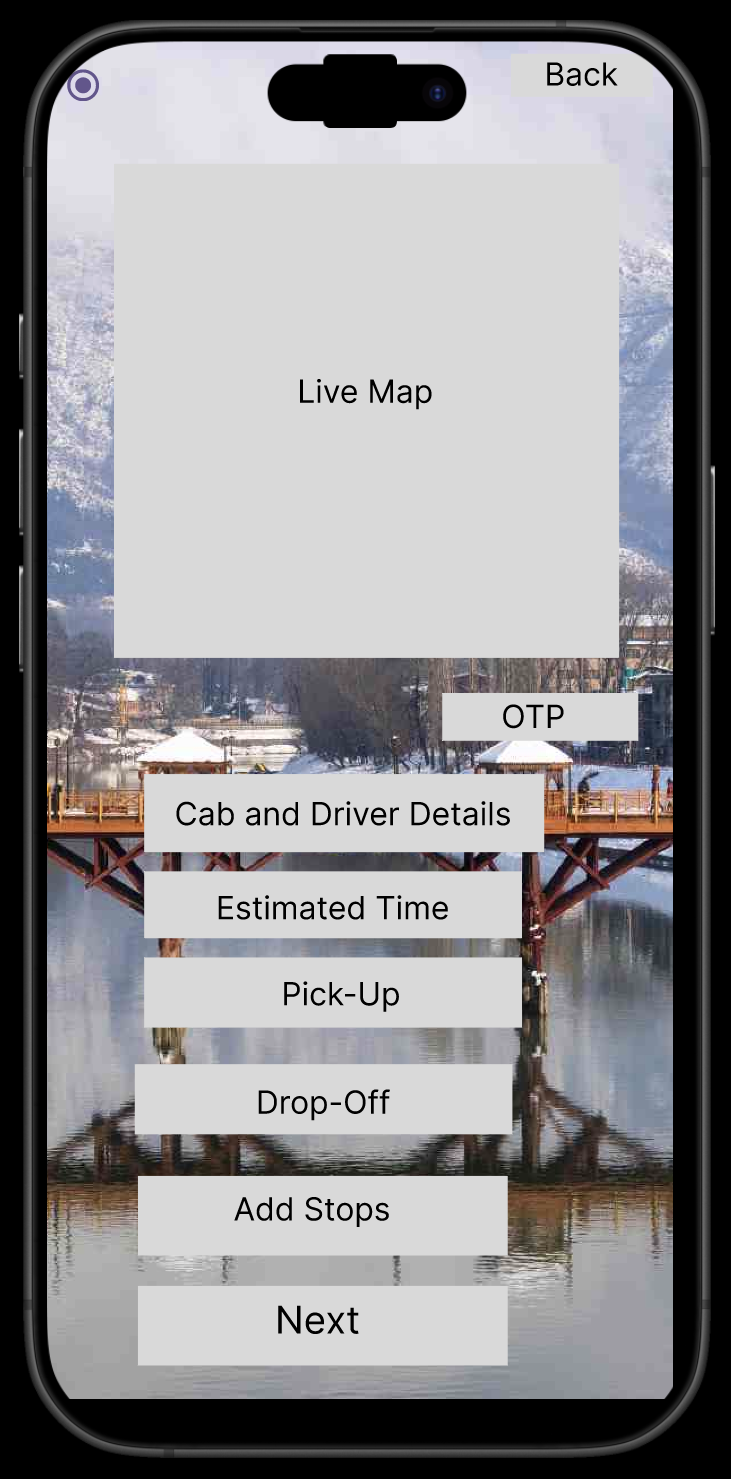 Back
Live Map
OTP
Cab and Driver Details
Estimated Time
Pick-Up
Drop-Off
Add Stops
Next